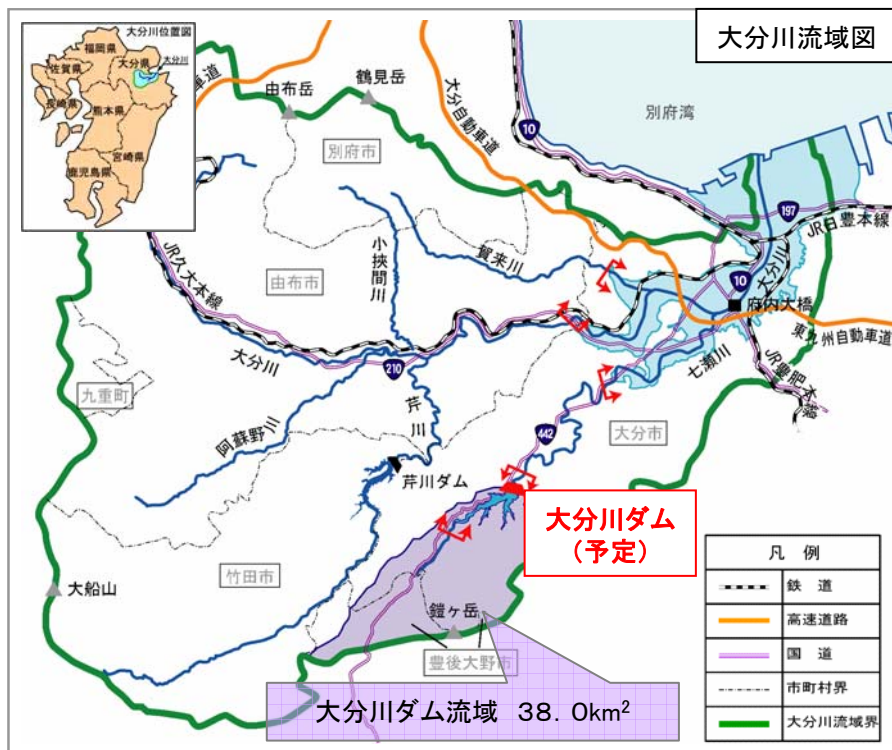 大分川流域図
大分川位置図
福岡県
大分県
大分川
佐賀県
長崎県
熊本県
宮崎県
鹿児島県
車道
由布岳
鶴見岳
大分自動車道
別府湾
10
別府市
197
JR日豊本線
小挾間川
賀来川
大分川
10
由布市
JR久大本線
府内大橋
東九州自動車道
大分川
210
七瀬川
JR豊肥本線
九重町
芹川
阿蘇野川
442
大分市
芹川ダム
大分川ダム
(予定)
竹田市
大船山
鎧ヶ岳
豊後大野市
大分川ダム流域 38.0km²
凡 例
鉄 道
高速道路
国 道
市町村界
大分川流域界